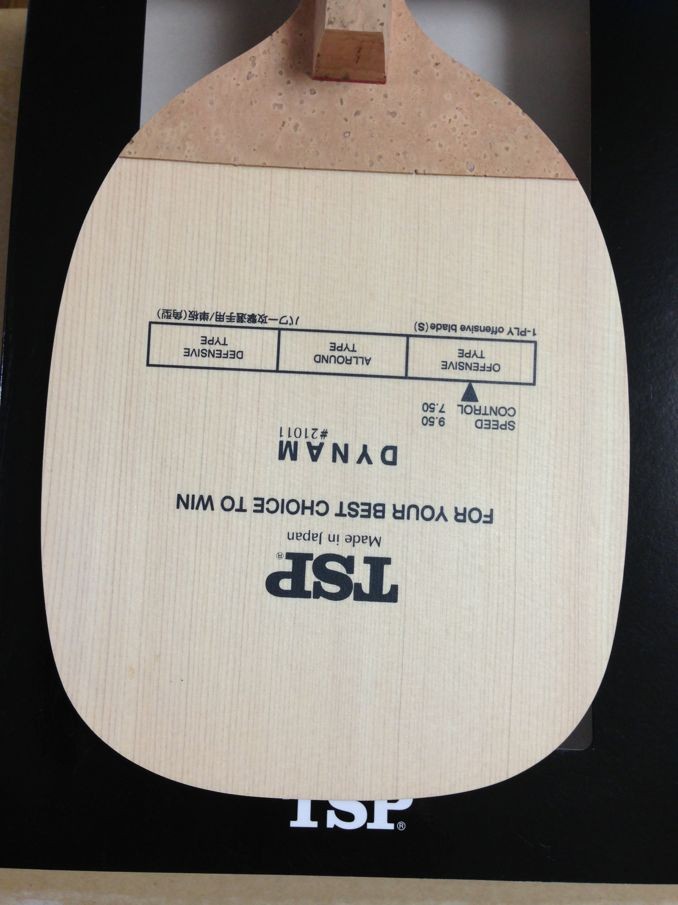 TSP®
Made in Japan
FOR YOUR BEST CHOICE TO WIN
DYNAM
#21011
SPEED 9.50
CONTROL 7.50
OFFENSIVE TYPE
ALLROUND TYPE
DEFENSIVE TYPE
1-PLY offensive blade(S) パワー攻撃選手用/単板(角型)
TSP®